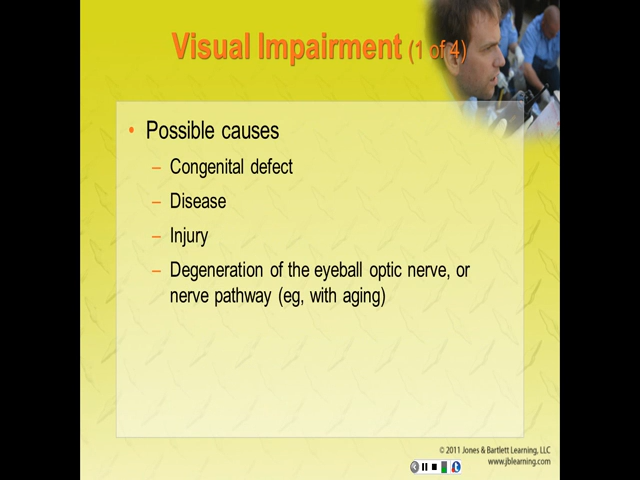 Visual Impairment (1 of 4)
• Possible causes
– Congenital defect
– Disease
– Injury
– Degeneration of the eyeball optic nerve, or
nerve pathway (eg, with aging)
© 2011 Jones & Bartlett Learning, LLC
www.jblearning.com